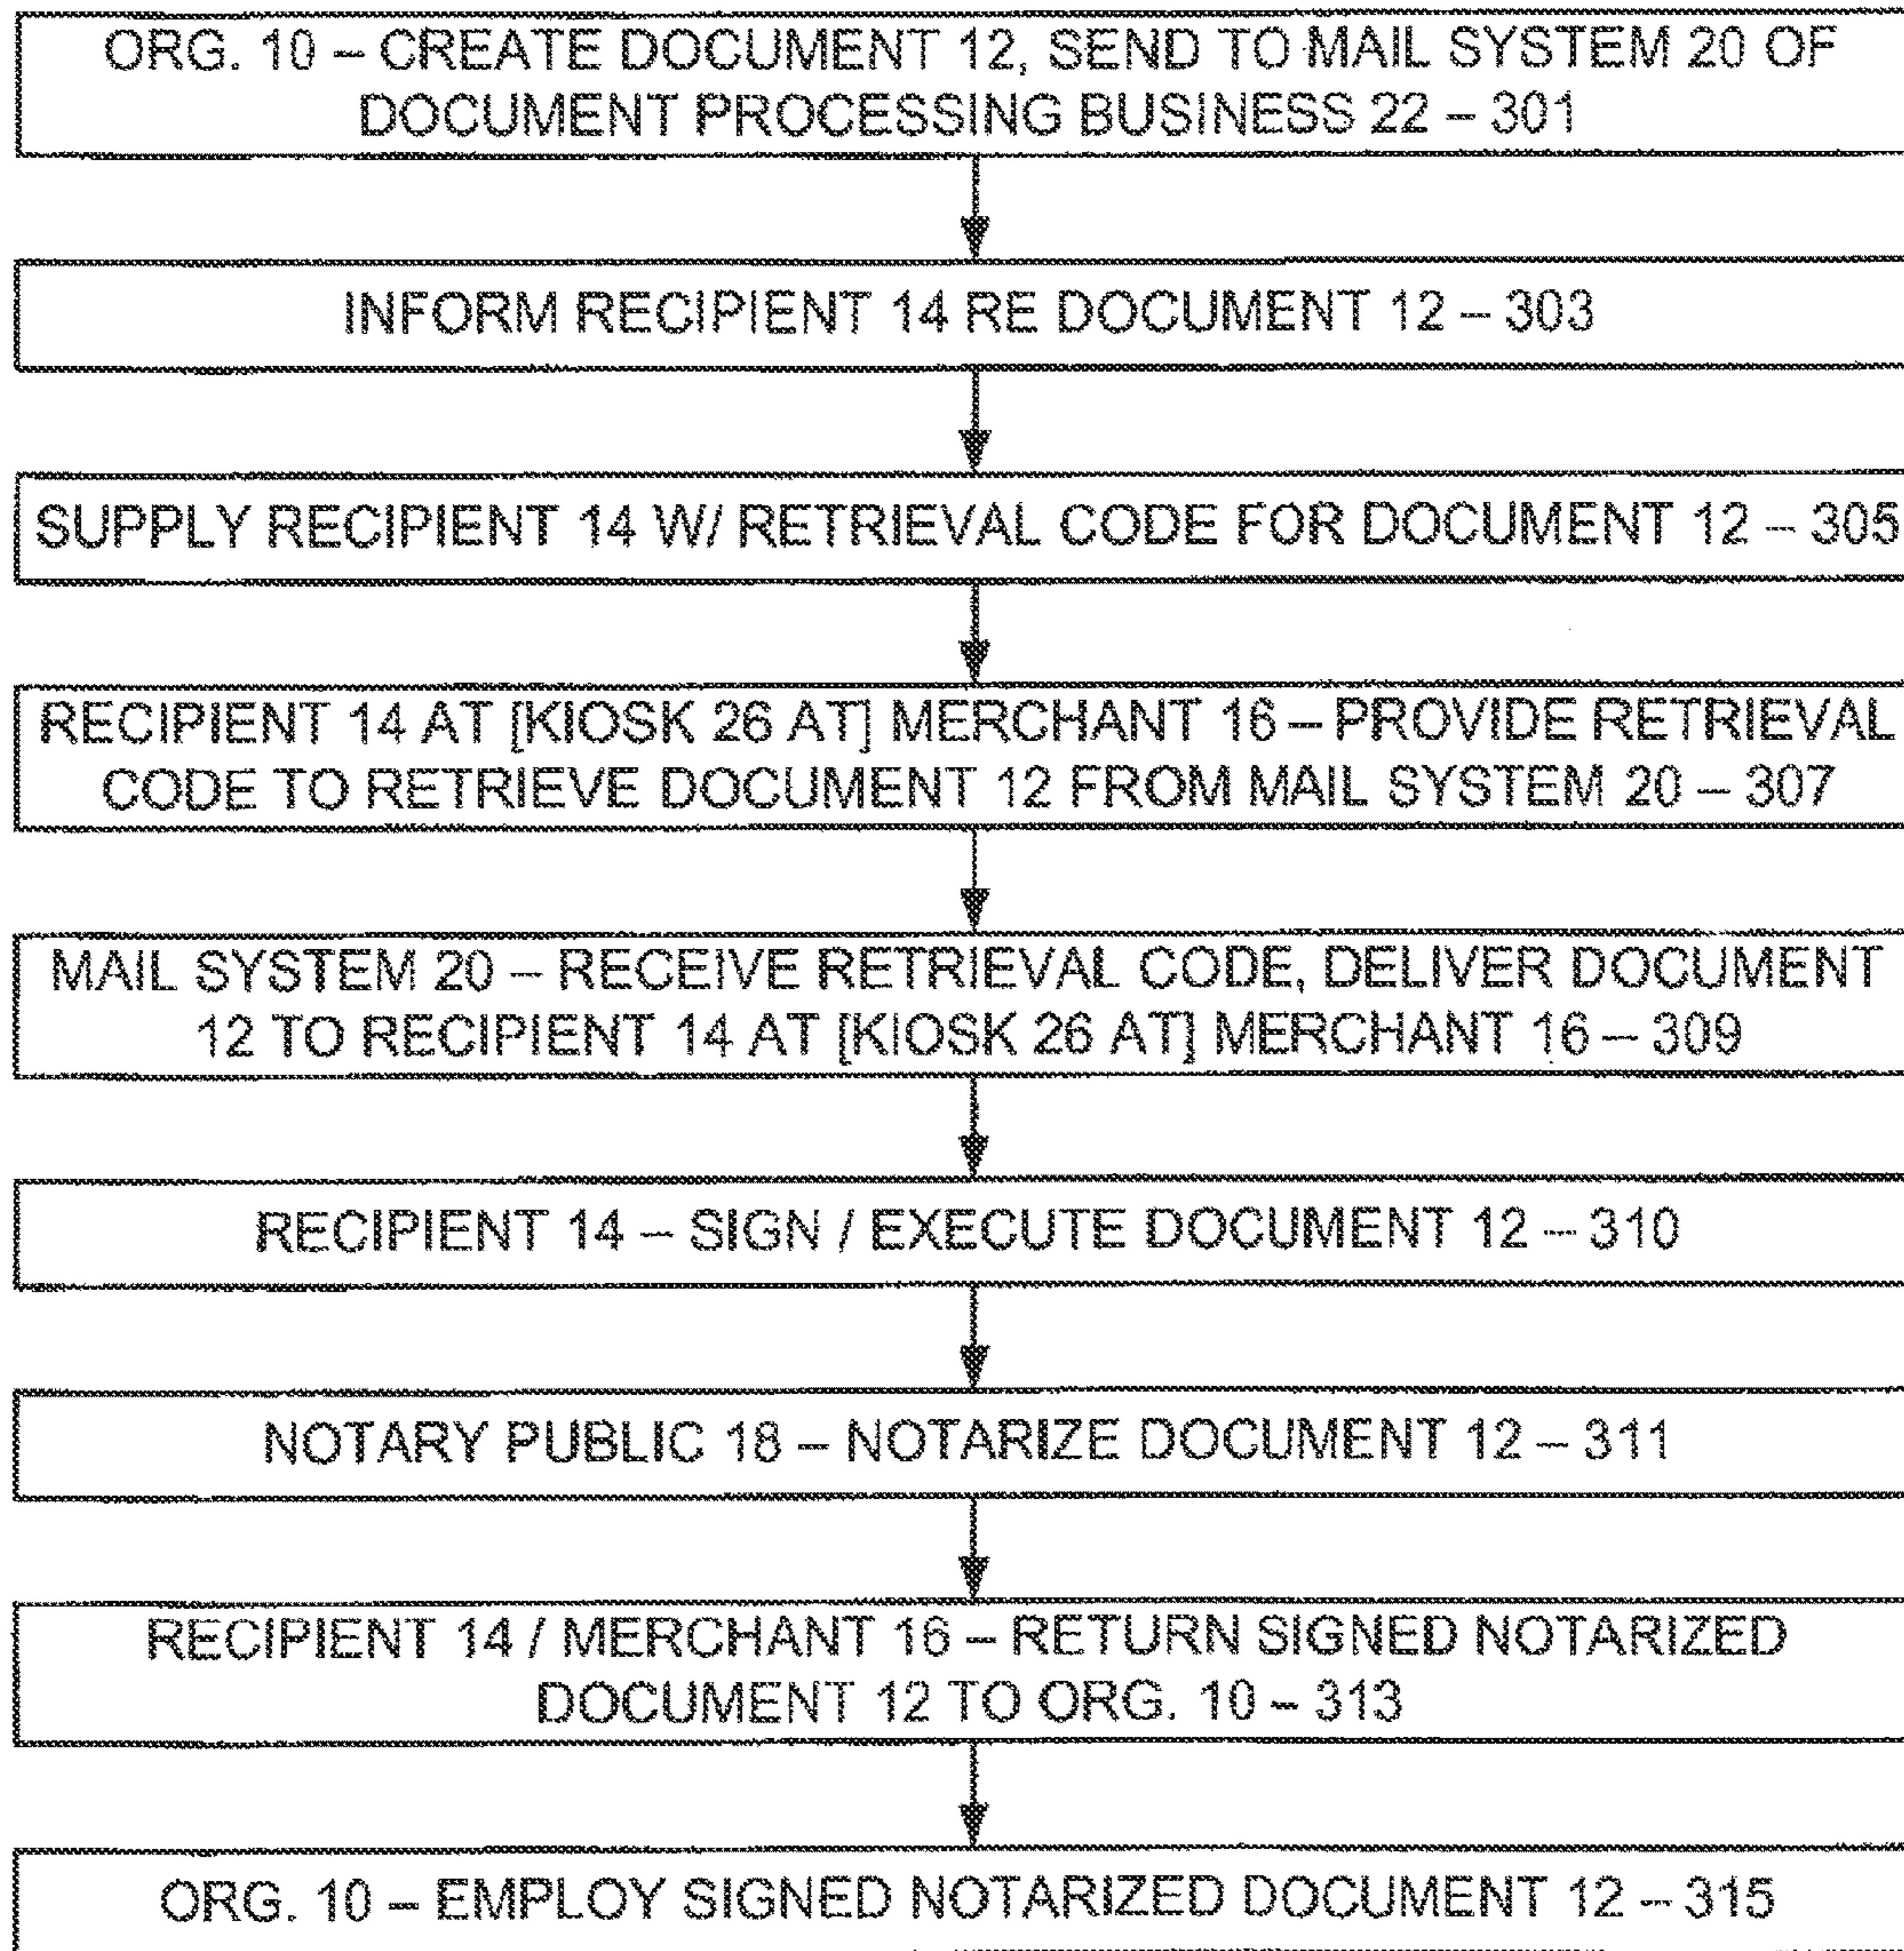 ORG. 10 – CREATE DOCUMENT 12, SEND TO MAIL SYSTEM 20 OF
DOCUMENT PROCESSING BUSINESS 22 – 301
INFORM RECIPIENT 14 RE DOCUMENT 12 – 303
SUPPLY RECIPIENT 14 W/ RETRIEVAL CODE FOR DOCUMENT 12 – 305
RECIPIENT 14 AT [KIOSK 26 AT] MERCHANT 16 – PROVIDE RETRIEVAL
CODE TO RETRIEVE DOCUMENT 12 FROM MAIL SYSTEM 20 – 307
MAIL SYSTEM 20 – RECEIVE RETRIEVAL CODE, DELIVER DOCUMENT
12 TO RECIPIENT 14 AT [KIOSK 26 AT] MERCHANT 16 – 309
RECIPIENT 14 – SIGN / EXECUTE DOCUMENT 12 – 310
NOTARY PUBLIC 18 – NOTARIZE DOCUMENT 12 – 311
RECIPIENT 14 / MERCHANT 16 – RETURN SIGNED NOTARIZED
DOCUMENT 12 TO ORG. 10 – 313
ORG. 10 – EMPLOY SIGNED NOTARIZED DOCUMENT 12 – 315